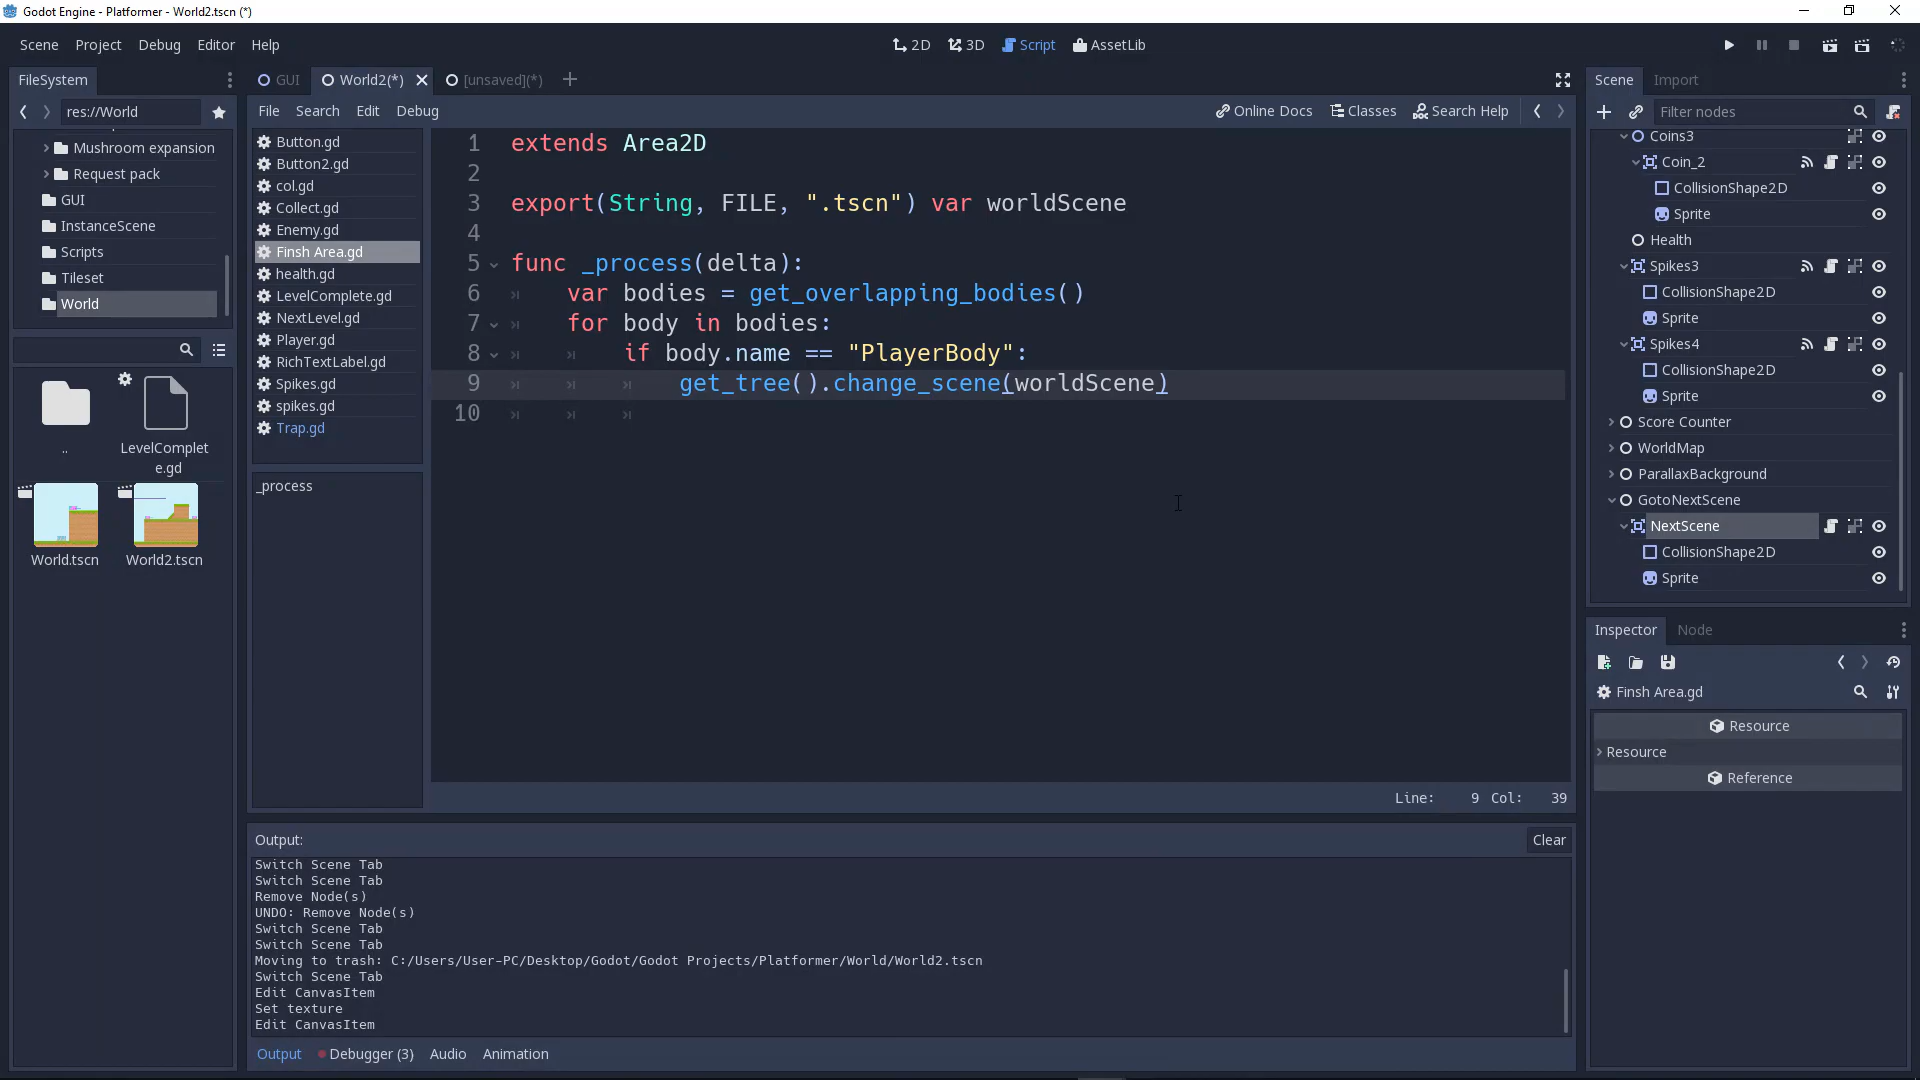 Godot Engine - Platformer - World2.tscn (*)
Scene Project Debug Editor Help
2D 3D Script AssetLib
FileSystem
res://World
Mushroom expansion
Request pack
GUI
InstanceScene
Scripts
Tileset
World
..
LevelComplet
e.gd
World.tscn
World2.tscn
GUI World2(*) [unsaved](*)
File Search Edit Debug
Online Docs Classes Search Help
Button.gd
Button2.gd
col.gd
Collect.gd
Enemy.gd
Finsh Area.gd
health.gd
LevelComplete.gd
NextLevel.gd
Player.gd
RichTextLabel.gd
Spikes.gd
spikes.gd
Trap.gd
_process
1 extends Area2D
2
3 export(String, FILE, ".tscn") var worldScene
4
5 func _process(delta):
6 var bodies = get_overlapping_bodies()
7 for body in bodies:
8 if body.name == "PlayerBody":
9 get_tree().change_scene(worldScene)
10
Line: 9 Col: 39
Output:
Clear
Switch Scene Tab
Switch Scene Tab
Remove Node(s)
UNDO: Remove Node(s)
Switch Scene Tab
Switch Scene Tab
Moving to trash: C:/Users/User-PC/Desktop/Godot/Godot Projects/Platformer/World/World2.tscn
Switch Scene Tab
Edit CanvasItem
Set texture
Edit CanvasItem
Output Debugger (3) Audio Animation
Scene Import
Filter nodes
Coins3
Coin_2
CollisionShape2D
Sprite
Health
Spikes3
CollisionShape2D
Sprite
Spikes4
CollisionShape2D
Sprite
Score Counter
WorldMap
ParallaxBackground
GotoNextScene
NextScene
CollisionShape2D
Sprite
Inspector Node
Finsh Area.gd
Resource
Resource
Reference